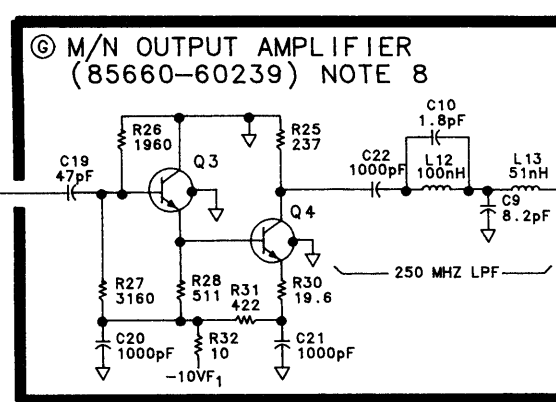 G M/N OUTPUT AMPLIFIER
(85660-60239) NOTE 8
C10
1.8pF
R26
1960
R25
237
C19
47pF
Q3
C22
1000pF
L12
100nH
L13
51nH
C9
8.2pF
Q4
250 MHZ LPF
R27
3160
R28
511
R31
422
R30
19.6
C20
1000pF
R32
10
C21
1000pF
-10VF1